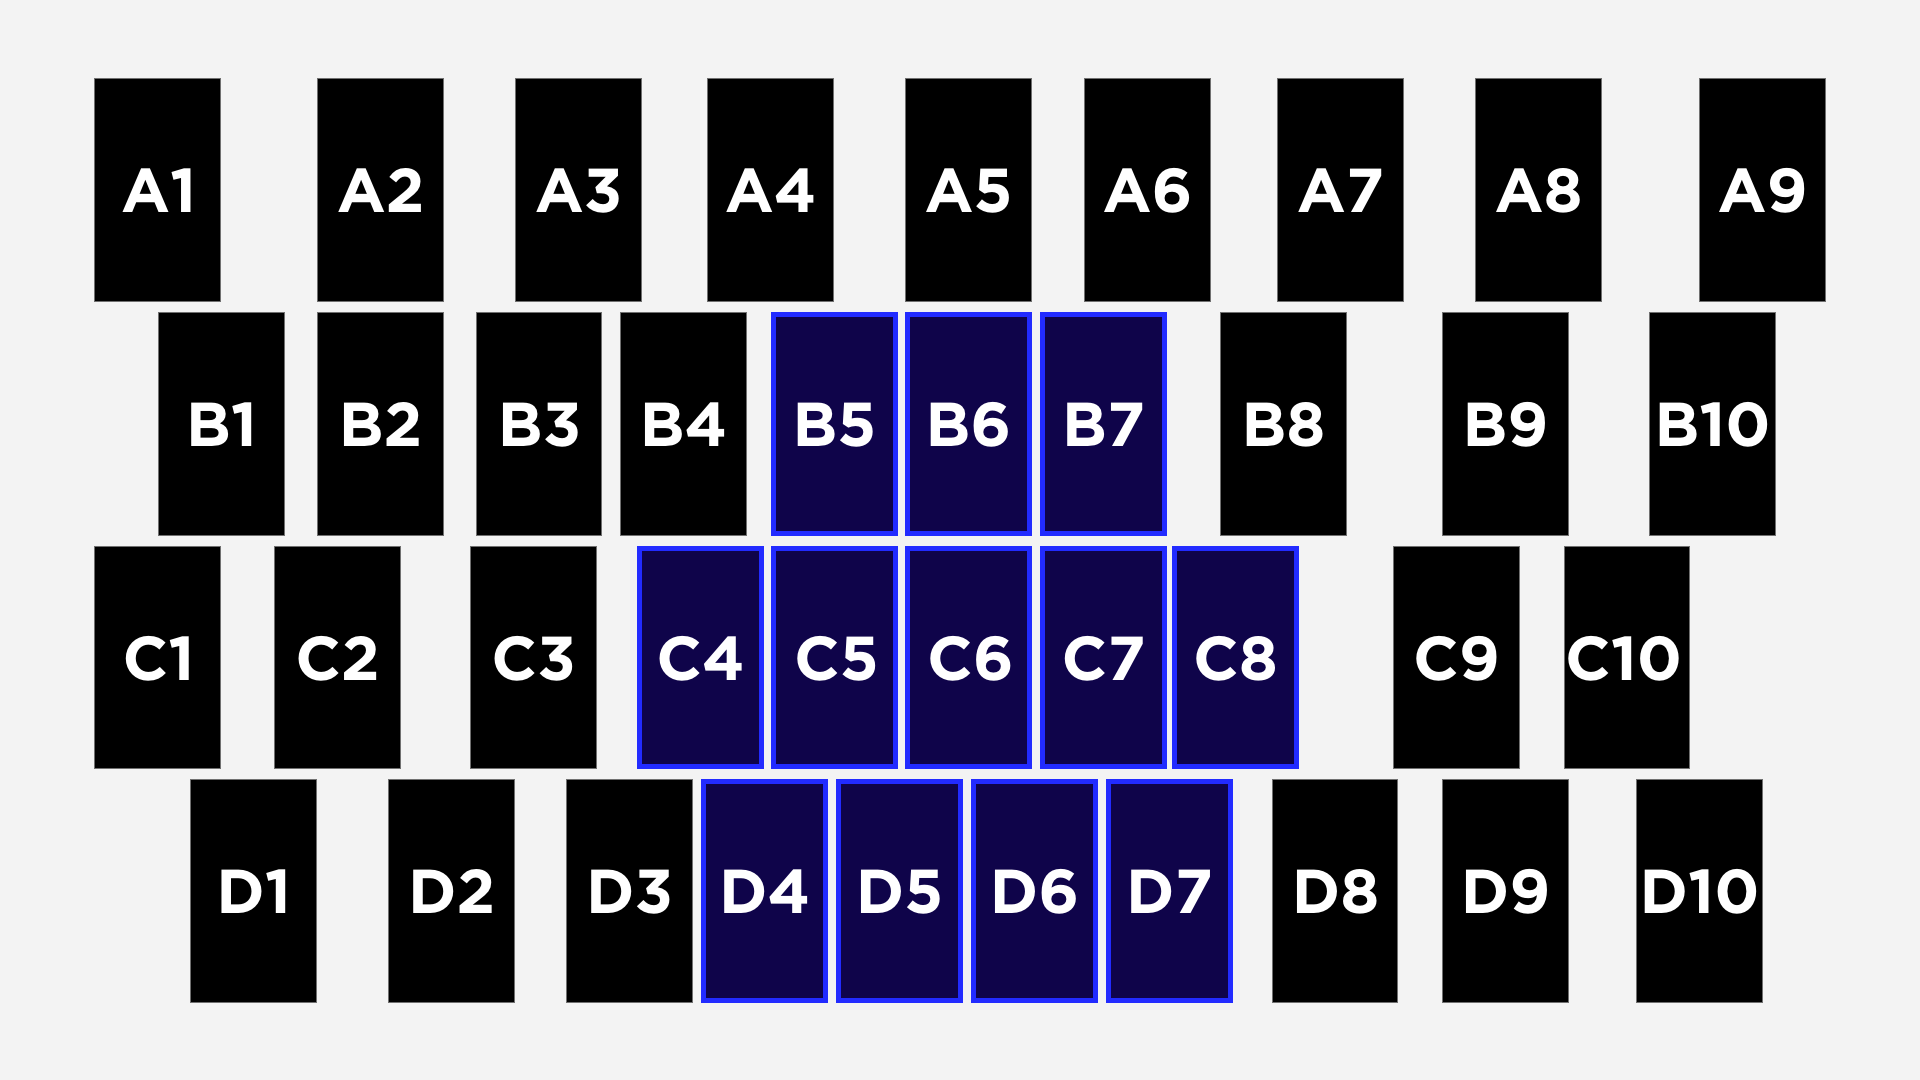 A1 A2 A3 A4 A5 A6 A7 A8 A9
B1 B2 B3 B4 B5 B6 B7 B8 B9 B10
C1 C2 C3 C4 C5 C6 C7 C8 C9 C10
D1 D2 D3 D4 D5 D6 D7 D8 D9 D10